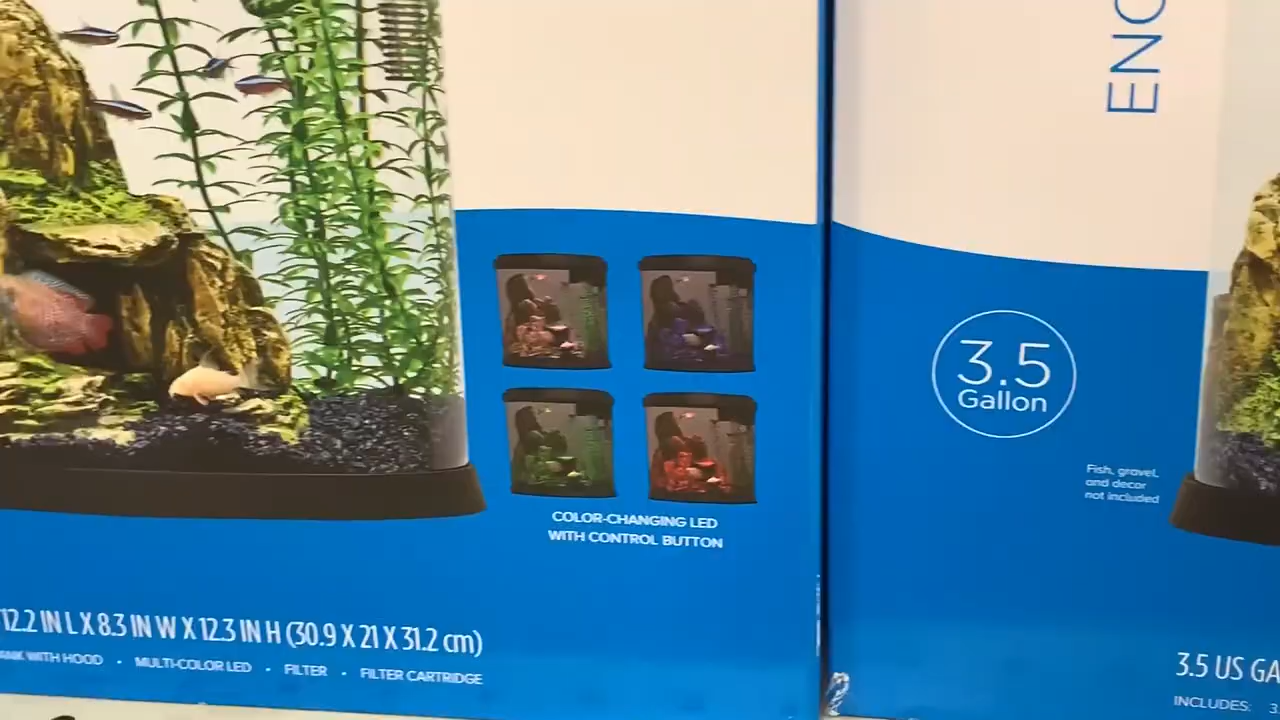 COLOR-CHANGING LED
WITH CONTROL BUTTON
12.2 IN L X 8.3 IN W X 12.3 IN H (30.9 X 21 X 31.2 cm)
WITH HOOD • MULTI-COLOR LED • FILTER • FILTER CARTRIDGE
3.5
Gallon
Fish, gravel,
and decor
not included
3.5 US
INCLUDES: